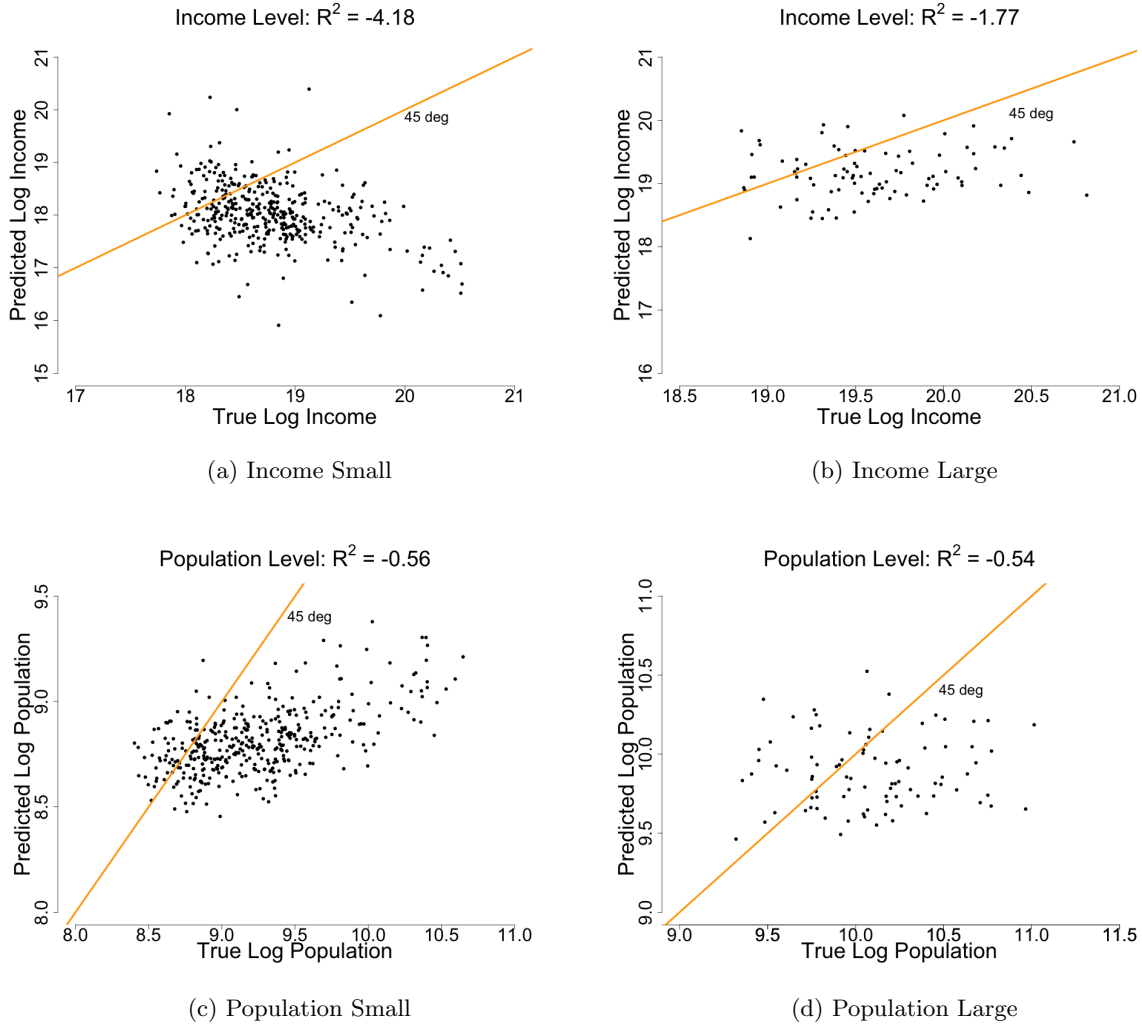 Income Level: R² = -4.18
21
20
19
18
17
16
15
Predicted Log Income
45 deg
17
18
19
20
21
True Log Income
(a) Income Small
Income Level: R² = -1.77
21
20
19
18
17
16
Predicted Log Income
45 deg
18.5
19.0
19.5
20.0
20.5
21.0
True Log Income
(b) Income Large
Population Level: R² = -0.56
9.5
9.0
8.5
8.0
Predicted Log Population
45 deg
8.0
8.5
9.0
9.5
10.0
10.5
11.0
True Log Population
(c) Population Small
Population Level: R² = -0.54
11.0
10.5
10.0
9.5
9.0
Predicted Log Population
45 deg
9.0
9.5
10.0
10.5
11.0
11.5
True Log Population
(d) Population Large